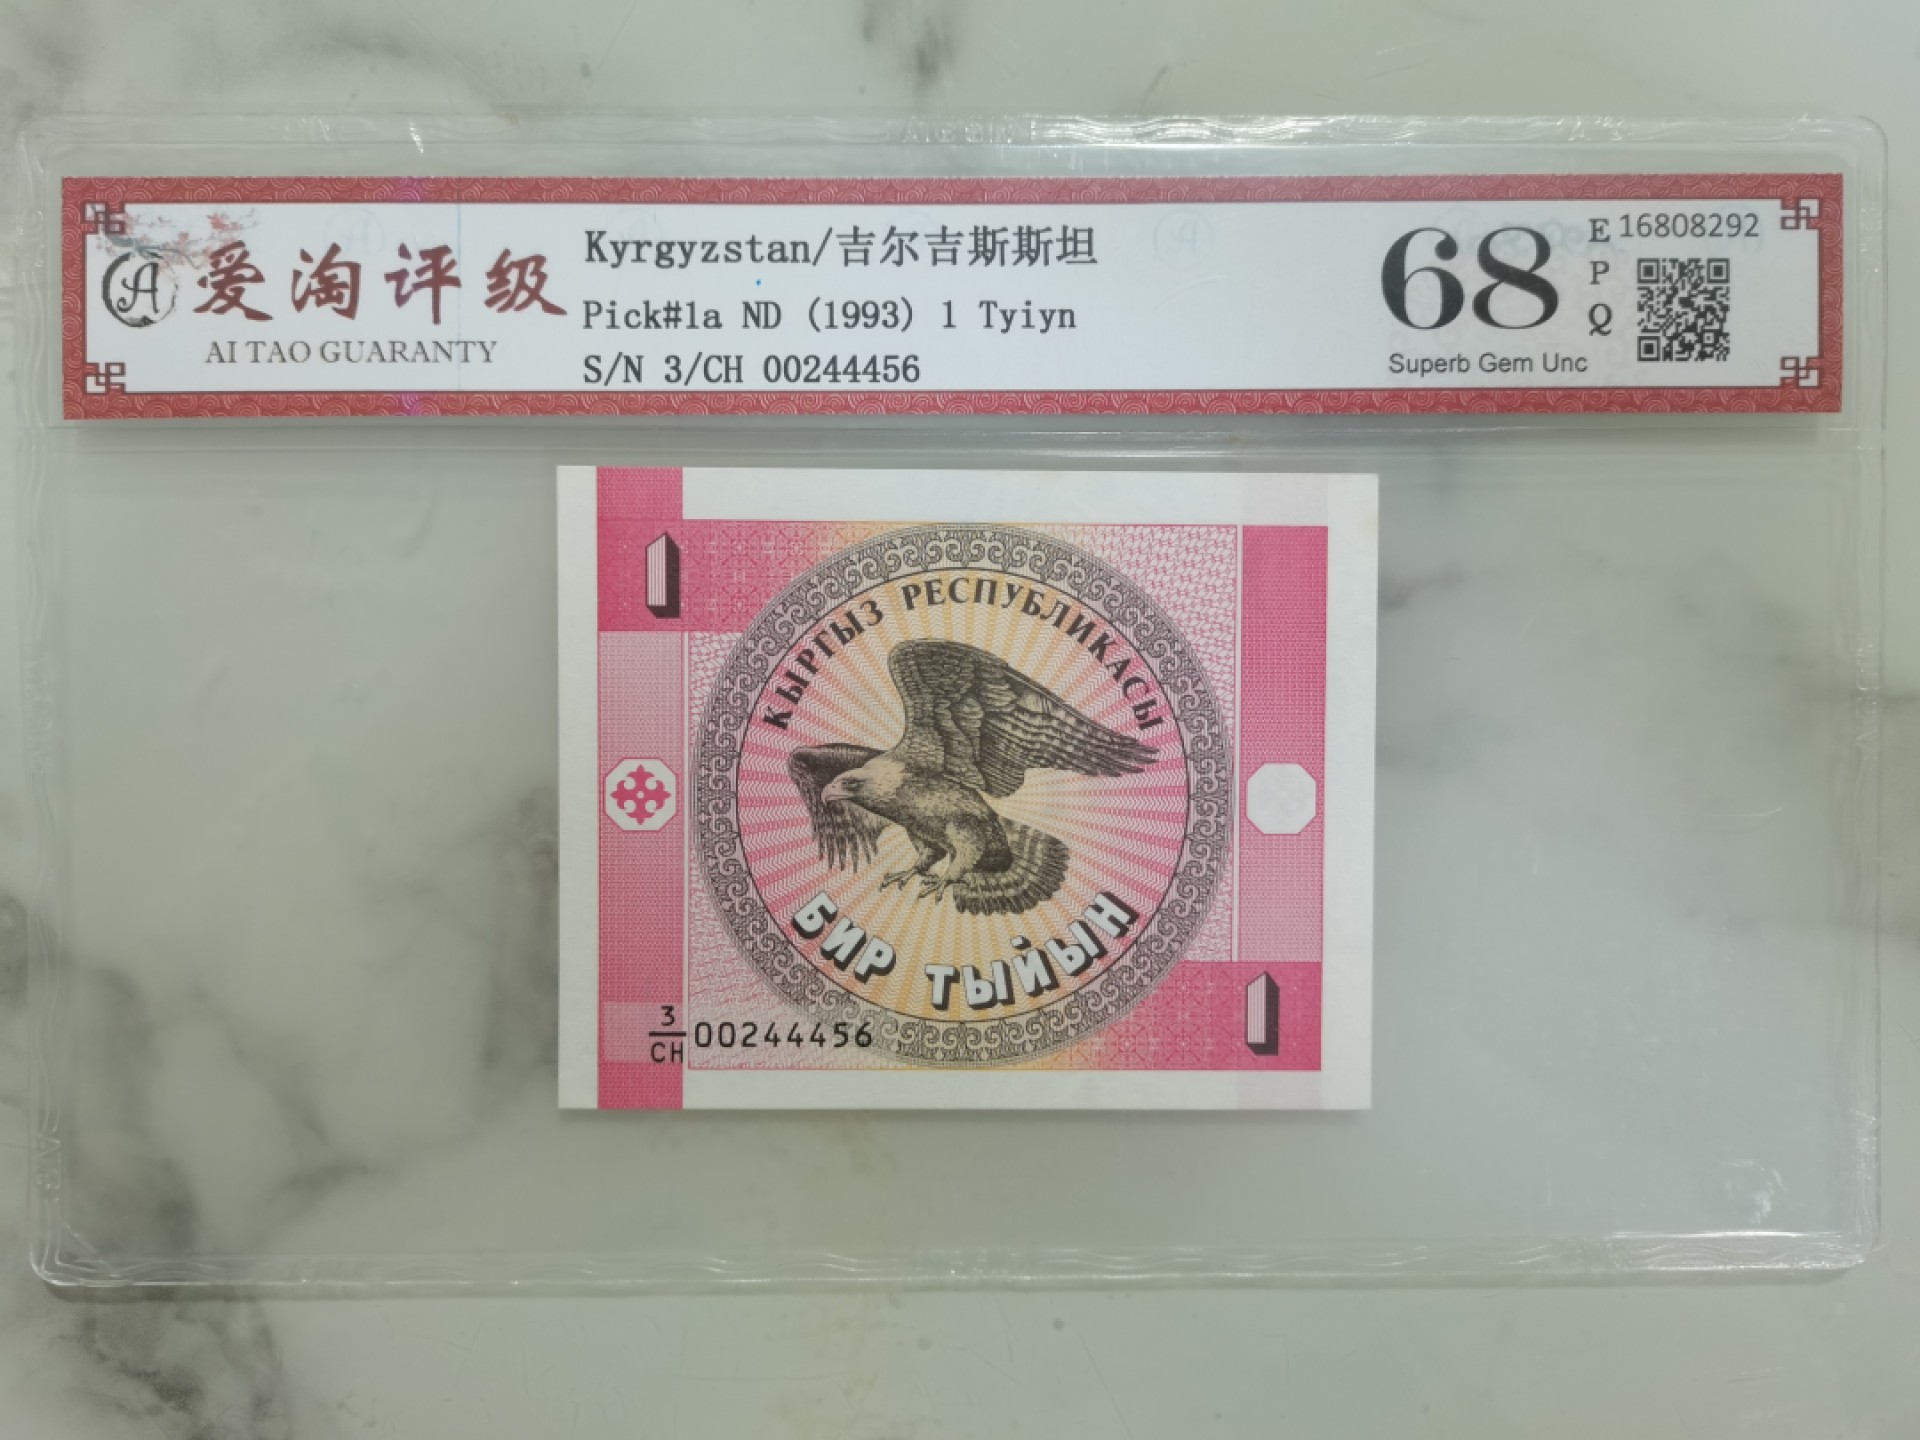 爱淘评级
AI TAO GUARANTY
Kyrgyzstan/吉尔吉斯斯坦
Pick#1a ND (1993) 1 Tyiyn
S/N 3/CH 00244456
68
Superb Gem Unc
EPQ
16808292
1
КЫРГЫЗ РЕСПУБЛИКАСЫ
БИР ТЫЙЫН
3/CH 00244456
1